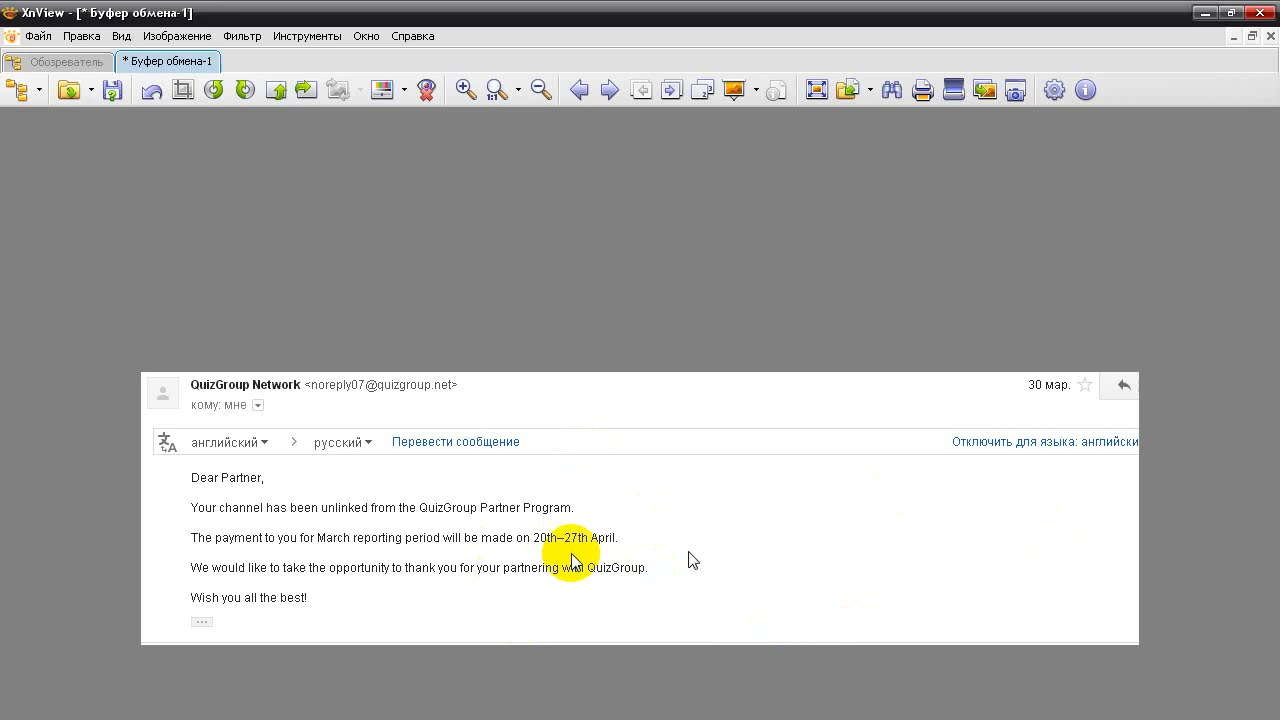 XnView - [* Буфер обмена-1]
Файл Правка Вид Изображение Фильтр Инструменты Окно Справка
Обозреватель * Буфер обмена-1
QuizGroup Network <noreply07@quizgroup.net> 30 мар.
кому: мне
английский русский Перевести сообщение Отключить для языка: английски
Dear Partner,
Your channel has been unlinked from the QuizGroup Partner Program.
The payment to you for March reporting period will be made on 20th–27th April.
We would like to take the opportunity to thank you for your partnering with QuizGroup.
Wish you all the best!